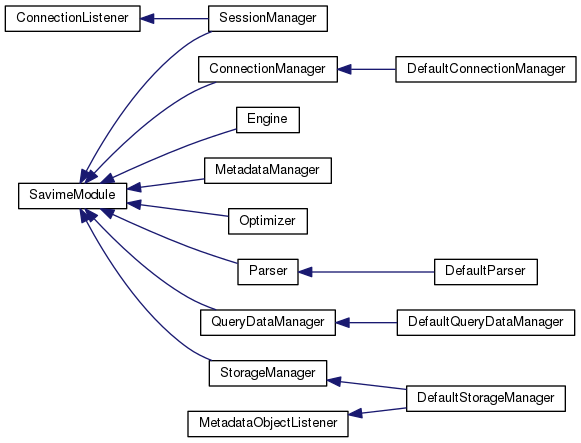 ConnectionListener
SessionManager
ConnectionManager
DefaultConnectionManager
Engine
MetadataManager
SavimeModule
Optimizer
Parser
DefaultParser
QueryDataManager
DefaultQueryDataManager
StorageManager
DefaultStorageManager
MetadataObjectListener